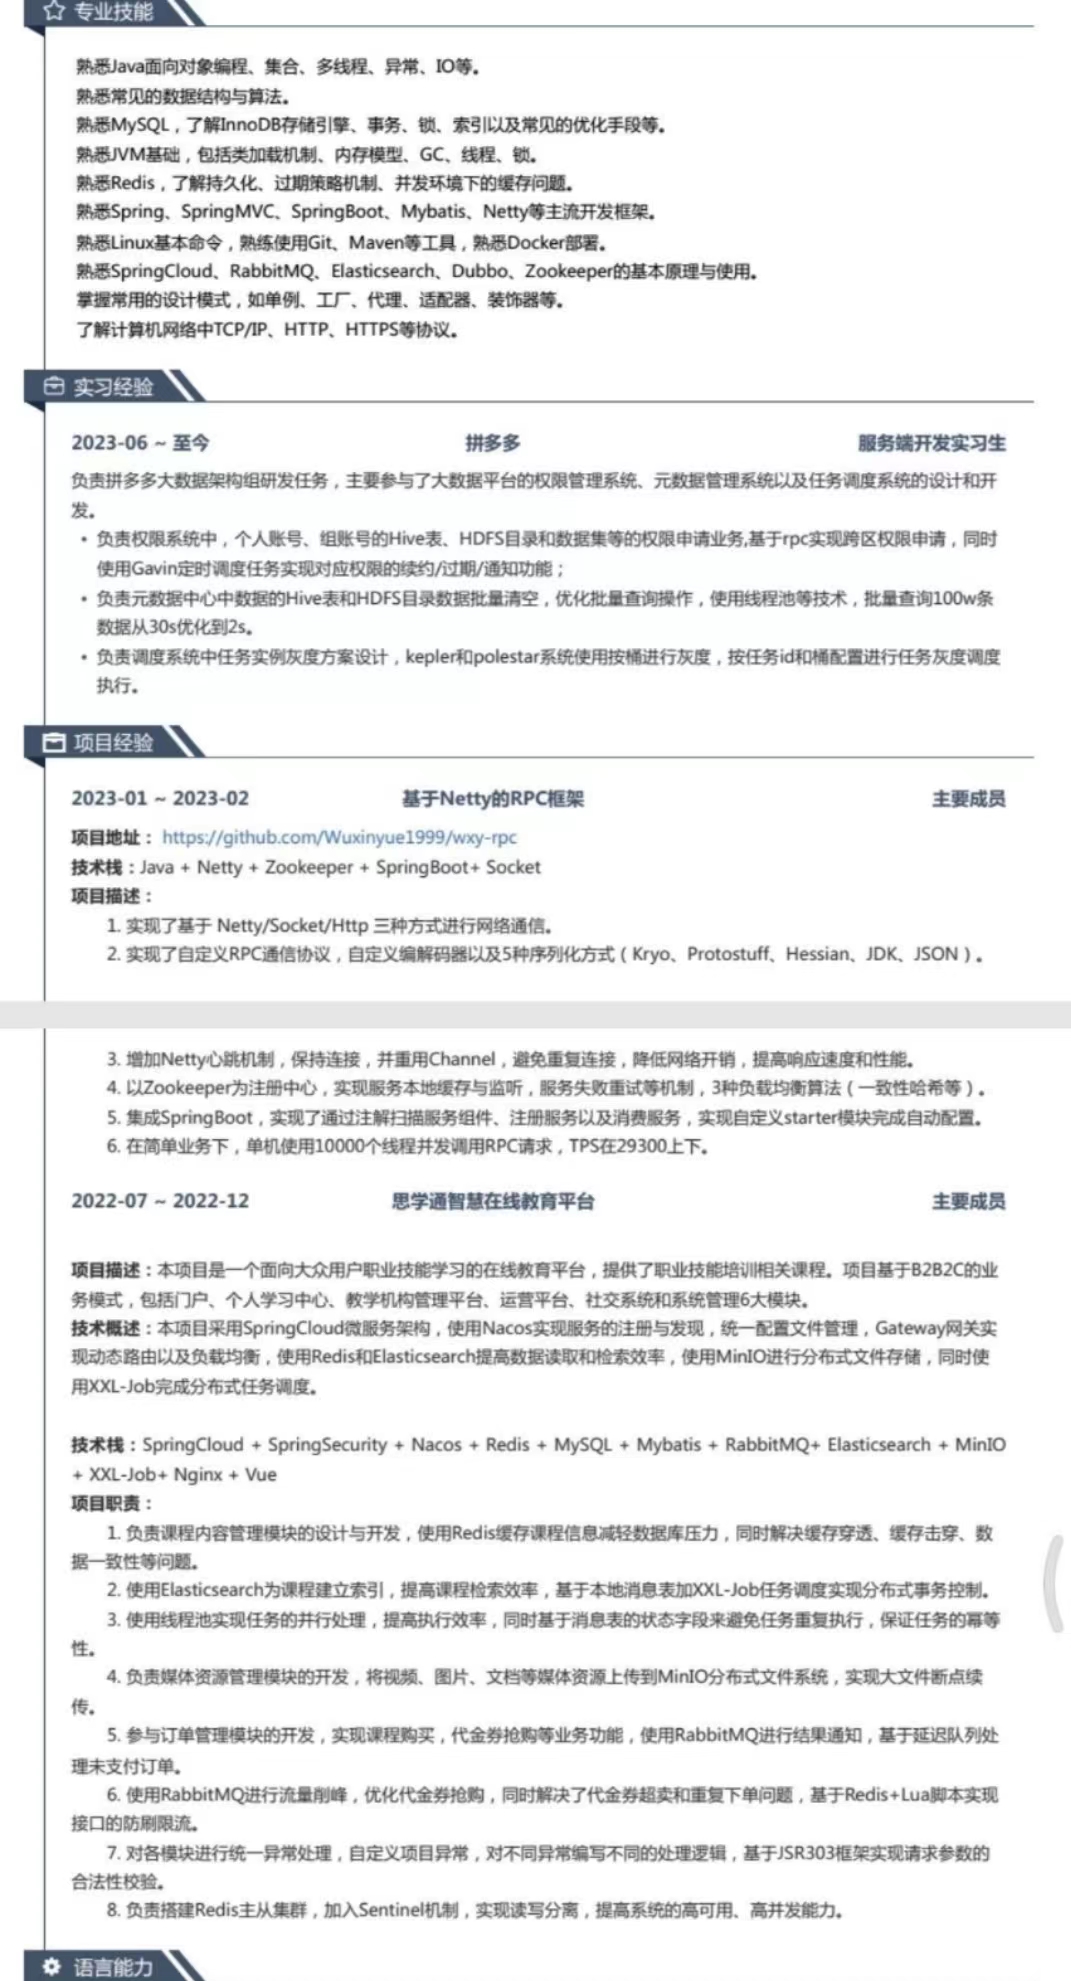 专业技能
熟悉Java面向对象编程、集合、多线程、异常、IO等。
熟悉常见的数据结构与算法。
熟悉MySQL，了解InnoDB存储引擎、事务、锁、索引以及常见的优化手段等。
熟悉JVM基础，包括类加载机制、内存模型、GC、线程、锁。
熟悉Redis，了解持久化、过期策略机制、并发环境下的缓存问题。
熟悉Spring、SpringMVC、SpringBoot、Mybatis、Netty等主流开发框架。
熟悉Linux基本命令，熟练使用Git、Maven等工具，熟悉Docker部署。
熟悉SpringCloud、RabbitMQ、Elasticsearch、Dubbo、Zookeeper的基本原理与使用。
掌握常用的设计模式，如单例、工厂、代理、适配器、装饰器等。
了解计算机网络中TCP/IP、HTTP、HTTPS等协议。
实习经验
2023-06 ~ 至今 拼多多 服务端开发实习生
负责拼多多大数据架构组研发任务，主要参与了大数据平台的权限管理系统、元数据管理系统以及任务调度系统的设计和开
发。
• 负责权限系统中，个人账号、组账号的Hive表、HDFS目录和数据集等的权限申请业务,基于rpc实现跨区权限申请，同时
使用Gavin定时调度任务实现对应权限的续约/过期/通知功能；
• 负责元数据中心中数据的Hive表和HDFS目录数据批量清空，优化批量查询操作，使用线程池等技术，批量查询100w条
数据从30s优化到2s。
• 负责调度系统中任务实例灰度方案设计，kepler和polestar系统使用按桶进行灰度，按任务id和桶配置进行任务灰度调度
执行。
项目经验
2023-01 ~ 2023-02 基于Netty的RPC框架 主要成员
项目地址： https://github.com/Wuxinyue1999/wxy-rpc
技术栈：Java + Netty + Zookeeper + SpringBoot+ Socket
项目描述：
1. 实现了基于 Netty/Socket/Http 三种方式进行网络通信。
2. 实现了自定义RPC通信协议，自定义编解码器以及5种序列化方式（Kryo、Protostuff、Hessian、JDK、JSON）。
3. 增加Netty心跳机制，保持连接，并重用Channel，避免重复连接，降低网络开销，提高响应速度和性能。
4. 以Zookeeper为注册中心，实现服务本地缓存与监听，服务失败重试等机制，3种负载均衡算法（一致性哈希等）。
5. 集成SpringBoot，实现了通过注解扫描服务组件、注册服务以及消费服务，实现自定义starter模块完成自动配置。
6. 在简单业务下，单机使用10000个线程并发调用RPC请求，TPS在29300上下。
2022-07 ~ 2022-12 思学通智慧在线教育平台 主要成员
项目描述：本项目是一个面向大众用户职业技能学习的在线教育平台，提供了职业技能培训相关课程。项目基于B2B2C的业
务模式，包括门户、个人学习中心、教学机构管理平台、运营平台、社交系统和系统管理6大模块。
技术概述：本项目采用SpringCloud微服务架构，使用Nacos实现服务的注册与发现，统一配置文件管理，Gateway网关实
现动态路由以及负载均衡，使用Redis和Elasticsearch提高数据读取和检索效率，使用MinIO进行分布式文件存储，同时使
用XXL-Job完成分布式任务调度。
技术栈：SpringCloud + SpringSecurity + Nacos + Redis + MySQL + Mybatis + RabbitMQ+ Elasticsearch + MinIO
+ XXL-Job+ Nginx + Vue
项目职责：
1. 负责课程内容管理模块的设计与开发，使用Redis缓存课程信息减轻数据库压力，同时解决缓存穿透、缓存击穿、数
据一致性等问题。
2. 使用Elasticsearch为课程建立索引，提高课程检索效率，基于本地消息表加XXL-Job任务调度实现分布式事务控制。
3. 使用线程池实现任务的并行处理，提高执行效率，同时基于消息表的状态字段来避免任务重复执行，保证任务的幂等
性。
4. 负责媒体资源管理模块的开发，将视频、图片、文档等媒体资源上传到MinIO分布式文件系统，实现大文件断点续
传。
5. 参与订单管理模块的开发，实现课程购买，代金券抢购等业务功能，使用RabbitMQ进行结果通知，基于延迟队列处
理未支付订单。
6. 使用RabbitMQ进行流量削峰，优化代金券抢购，同时解决了代金券超卖和重复下单问题，基于Redis+Lua脚本实现
接口的防刷限流。
7. 对各模块进行统一异常处理，自定义项目异常，对不同异常编写不同的处理逻辑，基于JSR303框架实现请求参数的
合法性校验。
8. 负责搭建Redis主从集群，加入Sentinel机制，实现读写分离，提高系统的高可用、高并发能力。
语言能力